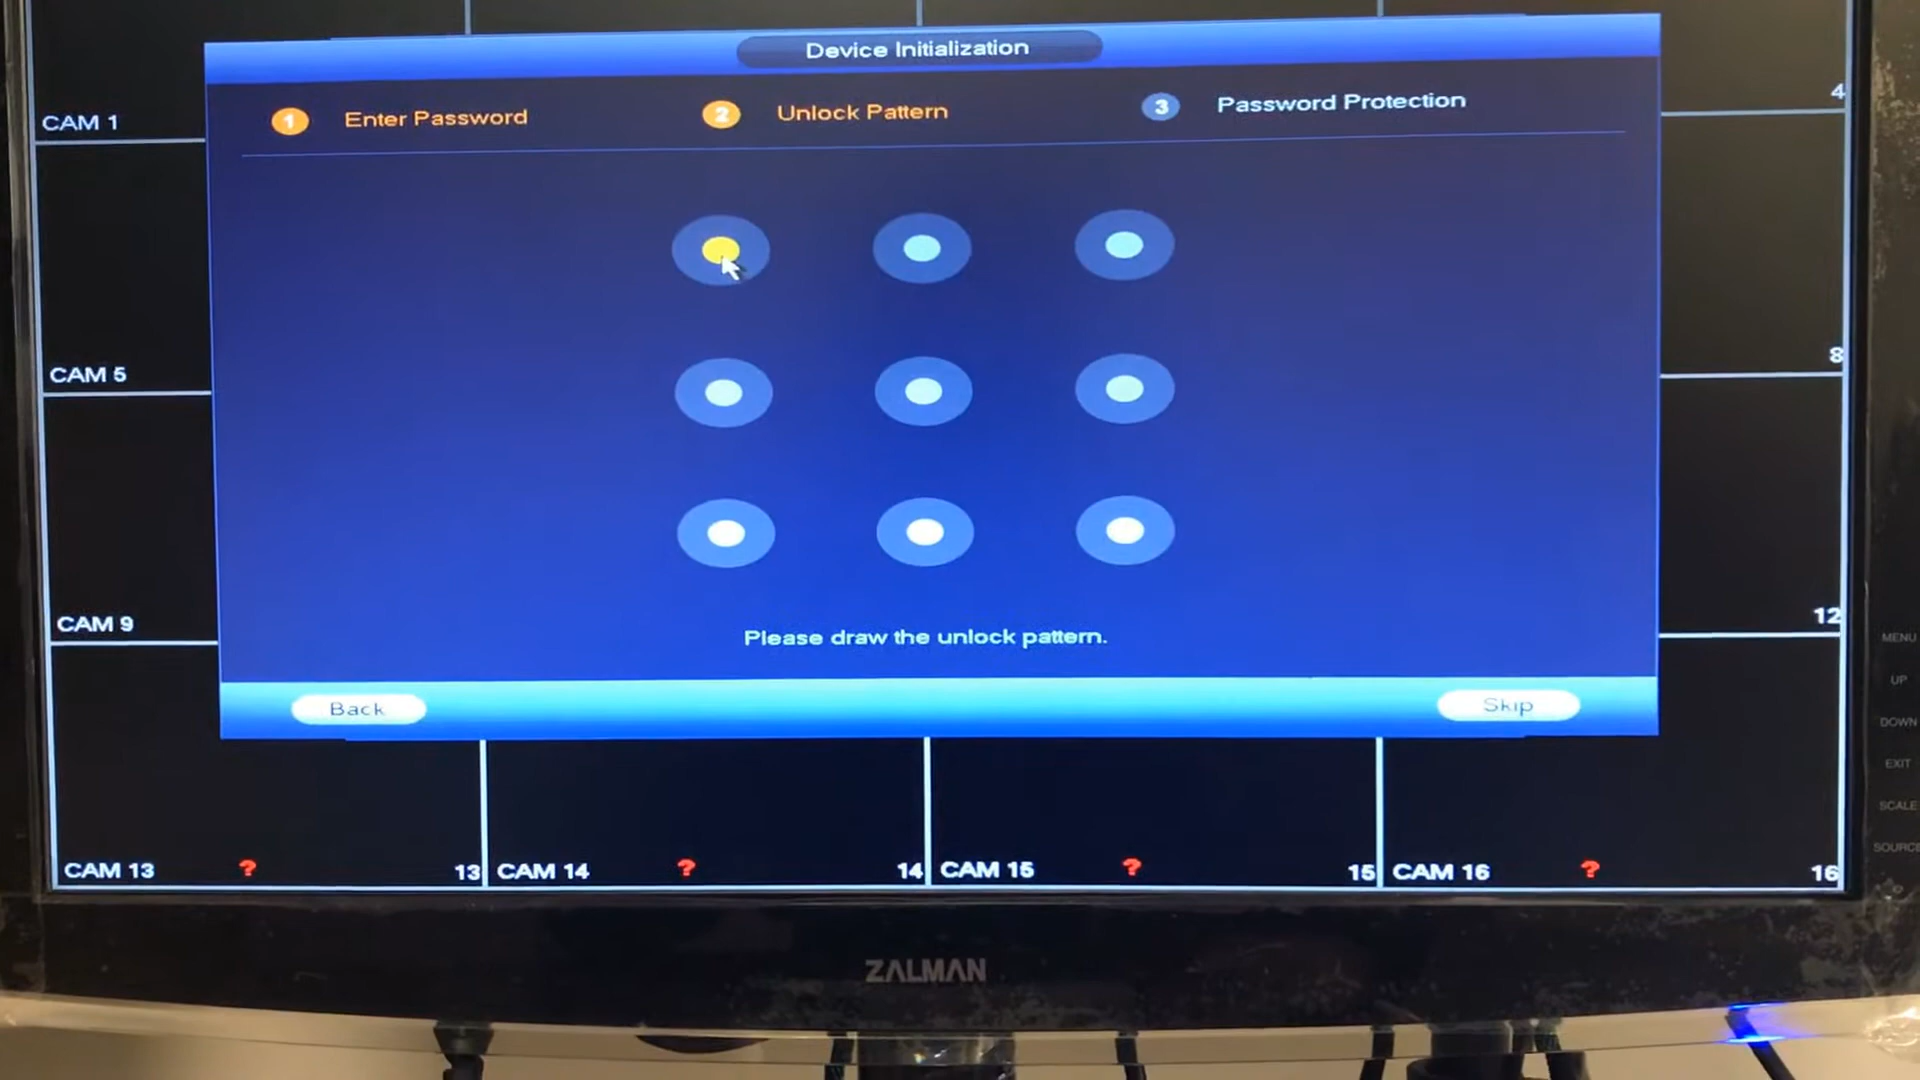 Device Initialization
1 Enter Password 2 Unlock Pattern 3 Password Protection
CAM 1
4
CAM 5
8
CAM 9
12
Please draw the unlock pattern.
Back
Skip
CAM 13 ? 13
CAM 14 ? 14
CAM 15 ? 15
CAM 16 ? 16
MENU
UP
DOWN
EXIT
SCALE
SOURCE
ZALMAN